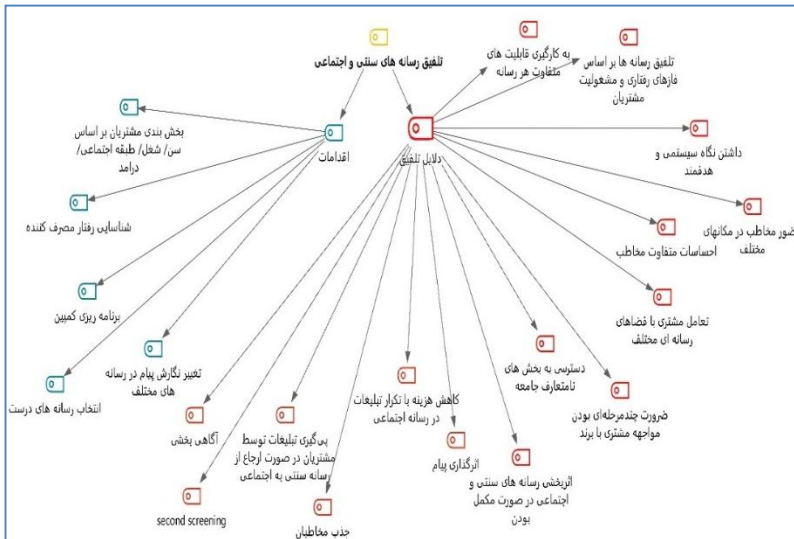 تلفیق رسانه های سنتی و اجتماعی
به کارگیری قابلیت های
متفاوت هر رسانه
تلفیق رسانه ها بر اساس
فازهای رفتاری و مشغولیت
مشتریان
بخش بندی مشتریان بر اساس
سن/ شغل/ طبقه اجتماعی/
درامد
اقدامات
دلایل تلفیق
داشتن نگاه سیستمی و
هدفمند
ضور مخاطب در مکانهای
مختلف
شناسایی رفتار مصرف کننده
احساسات متفاوت مخاطب
برنامه ریزی کمپین
تعامل مشتری با فضاهای
رسانه ای مختلف
تغییر نگارش پیام در رسانه
های مختلف
دسترسی به بخش های
نامتعارف جامعه
انتخاب رسانه های درست
کاهش هزینه با تکرار تبلیغات
در رسانه اجتماعی
ضرورت چندمرحله‌ای بودن
مواجهه مشتری با برند
آگاهی بخشی
پی‌گیری تبلیغات توسط
مشتریان در صورت ارجاع از
رسانه سنتی به اجتماعی
اثرگذاری پیام
اثربخشی رسانه های سنتی و
اجتماعی در صورت مکمل
بودن
second screening
جذب مخاطبان